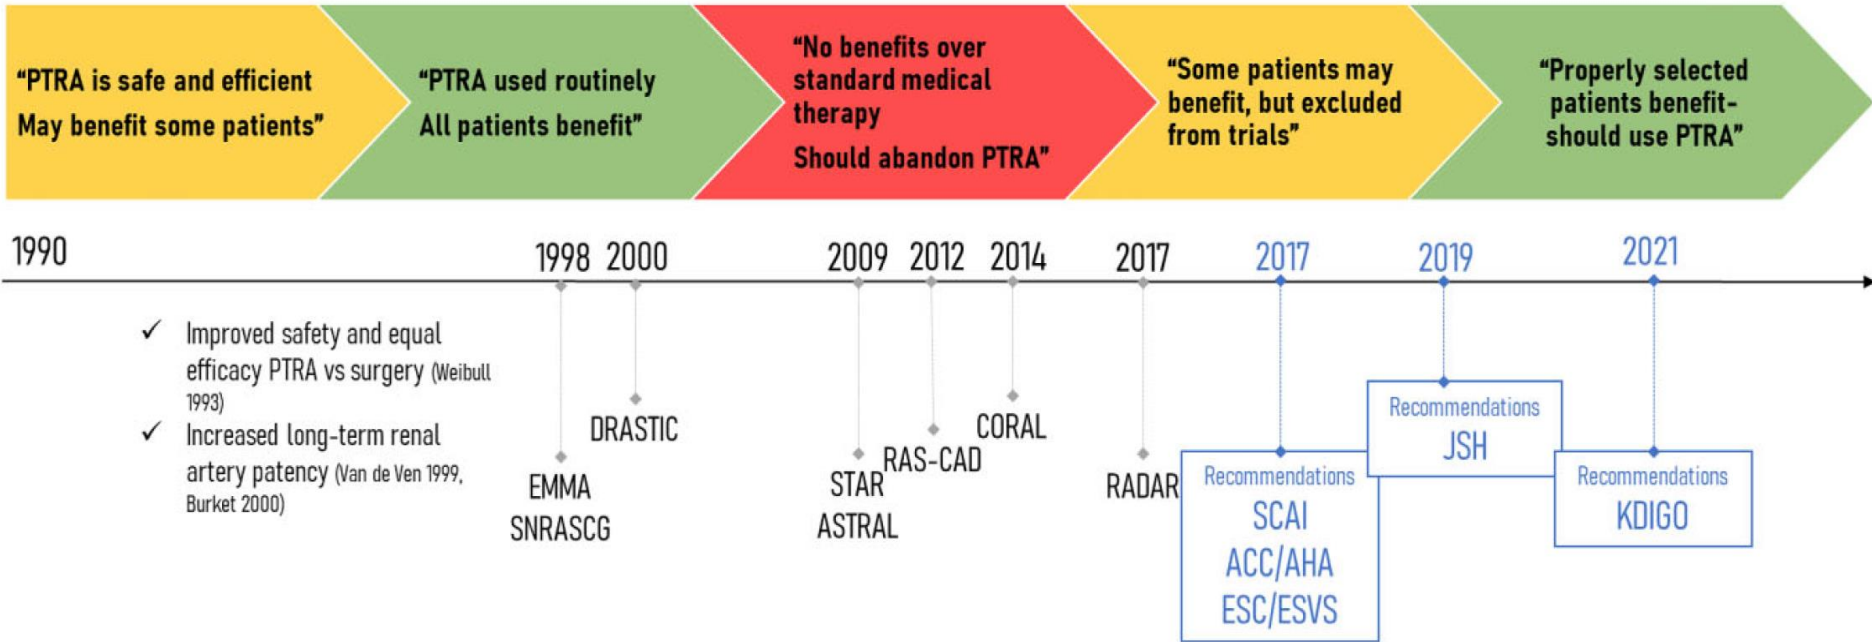 “PTRA is safe and efficient
May benefit some patients”
“PTRA used routinely
All patients benefit”
“No benefits over
standard medical
therapy
Should abandon PTRA”
“Some patients may
benefit, but excluded
from trials”
“Properly selected
patients benefit-
should use PTRA”
1990
1998
2000
2009
2012
2014
2017
2017
2019
2021
✓ Improved safety and equal
efficacy PTRA vs surgery (Weibull
1993)
✓ Increased long-term renal
artery patency (Van de Ven 1999,
Burket 2000)
EMMA
SNRASCG
DRASTIC
STAR
ASTRAL
RAS-CAD
CORAL
RADAR
Recommendations
SCAI
ACC/AHA
ESC/ESVS
Recommendations
JSH
Recommendations
KDIGO